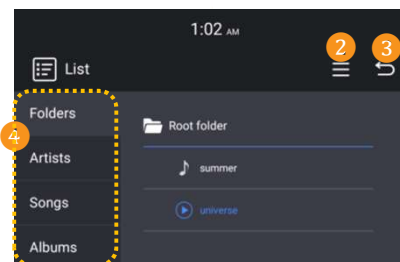 1:02 AM
2 3
List
4
Folders
Artists
Songs
Albums
Root folder
summer
universe